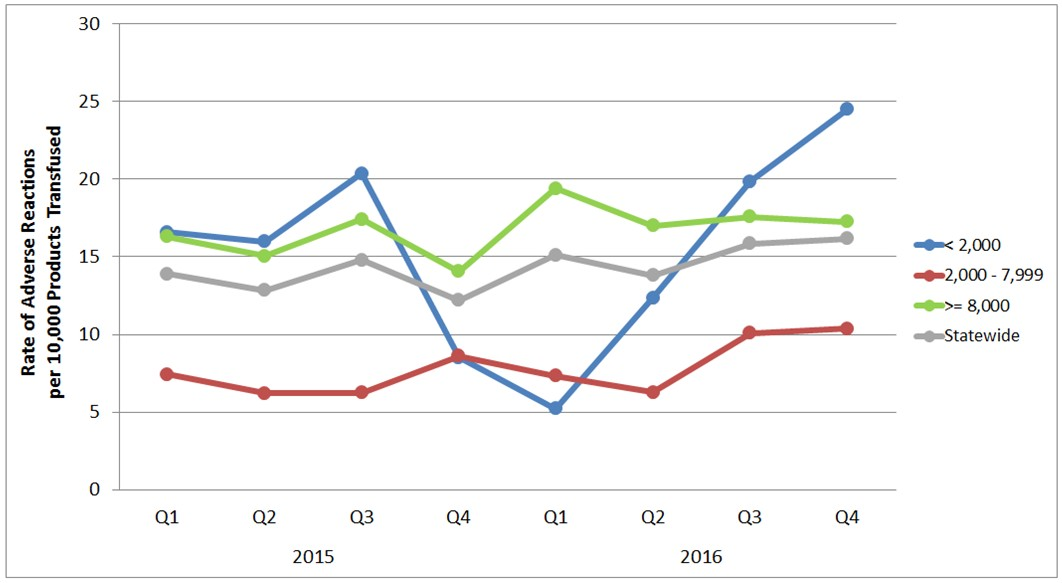 30
25
20
15
10
5
0
Rate of Adverse Reactions
per 10,000 Products Transfused
Q1 Q2 Q3 Q4 Q1 Q2 Q3 Q4
2015 2016
< 2,000
2,000 - 7,999
>= 8,000
Statewide